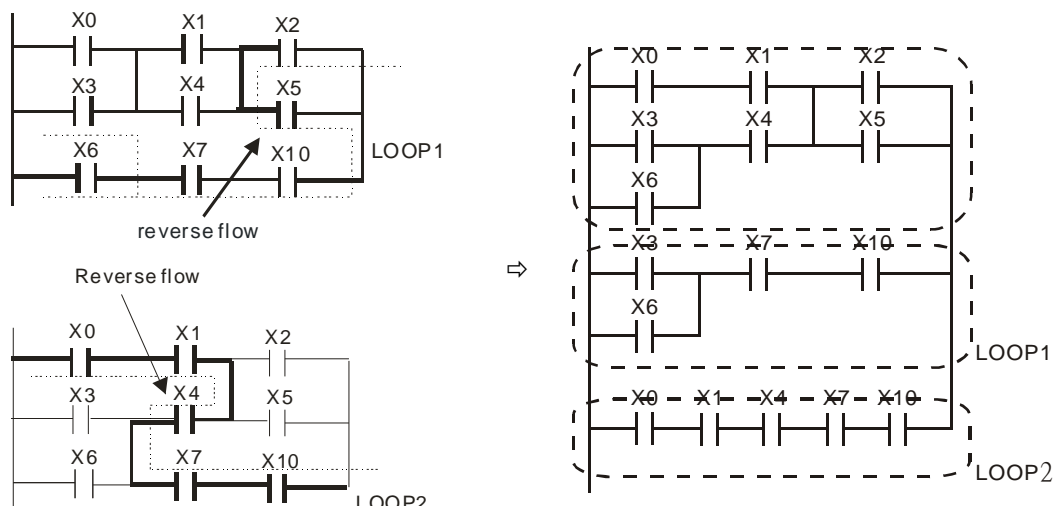 X0 X1 X2
X3 X4 X5
LOOP1
X6 X7 X10
reverse flow
Reverse flow
X0 X1 X2
X3 X4 X5
X6 X7 X10
LOOP2
⇨
X0 X1 X2
X3 X4 X5
X6
X3 X7 X10
X6
LOOP1
X0 X1 X4 X7 X10
LOOP2